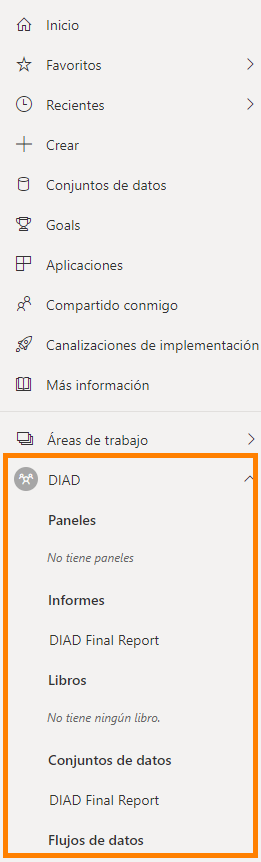 Inicio
Favoritos
Recientes
Crear
Conjuntos de datos
Goals
Aplicaciones
Compartido conmigo
Canalizaciones de implementación
Más información
Áreas de trabajo
DIAD
Paneles
No tiene paneles
Informes
DIAD Final Report
Libros
No tiene ningún libro.
Conjuntos de datos
DIAD Final Report
Flujos de datos